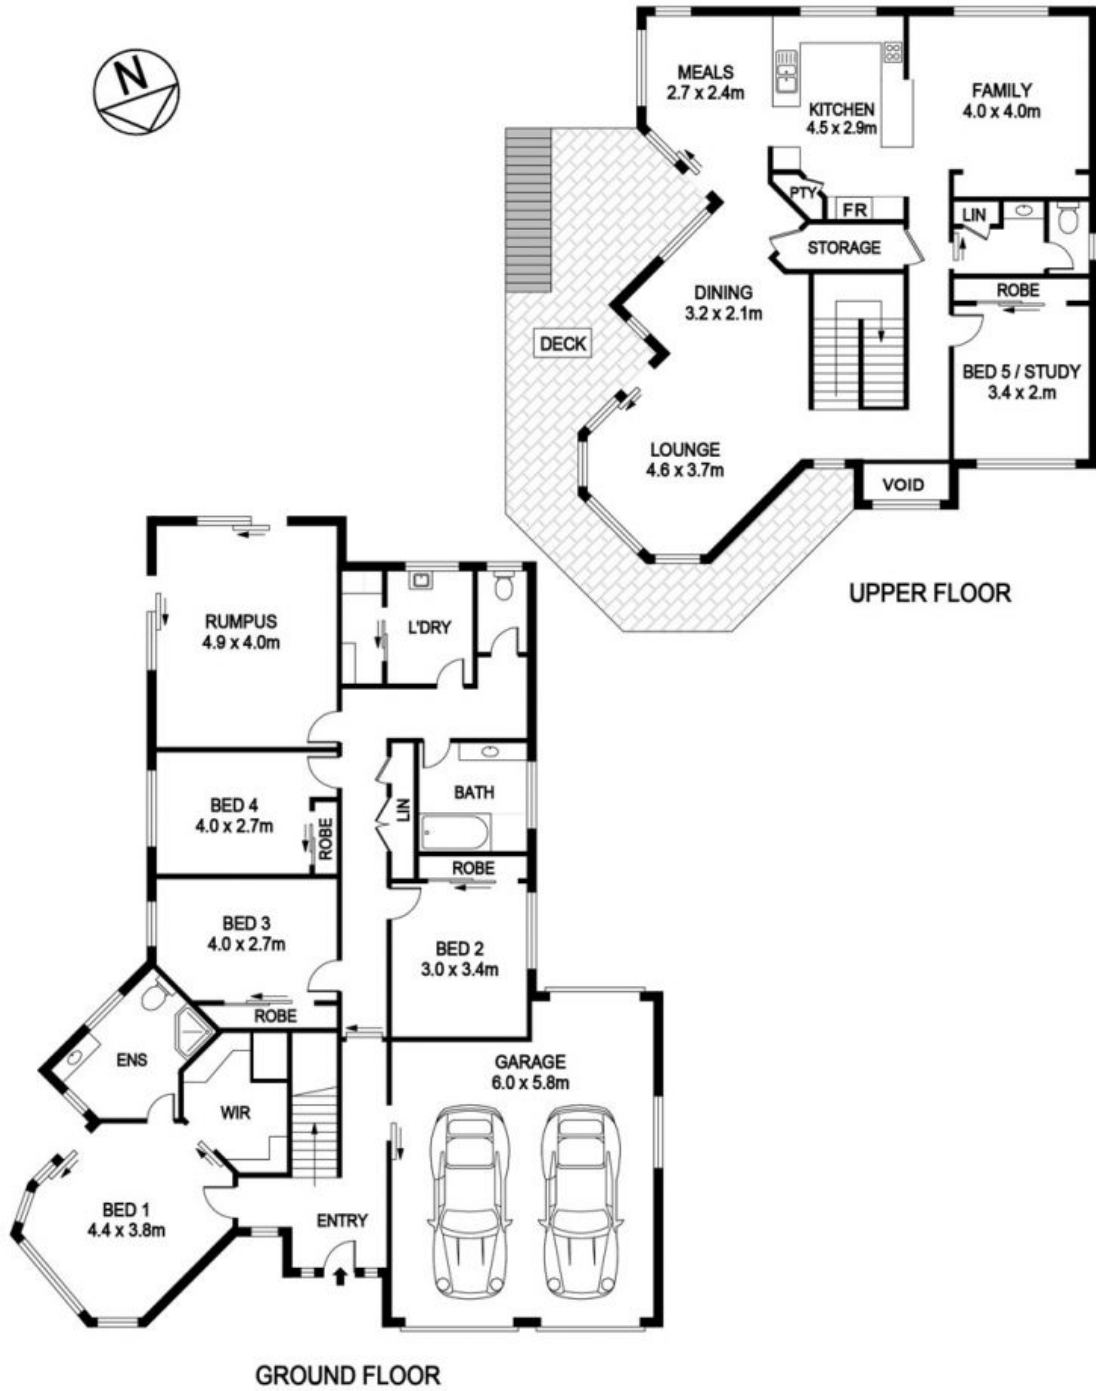 N
MEALS
2.7 x 2.4m
KITCHEN
4.5 x 2.9m
FAMILY
4.0 x 4.0m
PTY
FR
LIN
STORAGE
ROBE
DINING
3.2 x 2.1m
DECK
BED 5 / STUDY
3.4 x 2.m
LOUNGE
4.6 x 3.7m
VOID
UPPER FLOOR
RUMPUS
4.9 x 4.0m
L'DRY
BED 4
4.0 x 2.7m
ROBE
LIN
BATH
ROBE
BED 3
4.0 x 2.7m
BED 2
3.0 x 3.4m
ROBE
ENS
WIR
GARAGE
6.0 x 5.8m
BED 1
4.4 x 3.8m
ENTRY
GROUND FLOOR